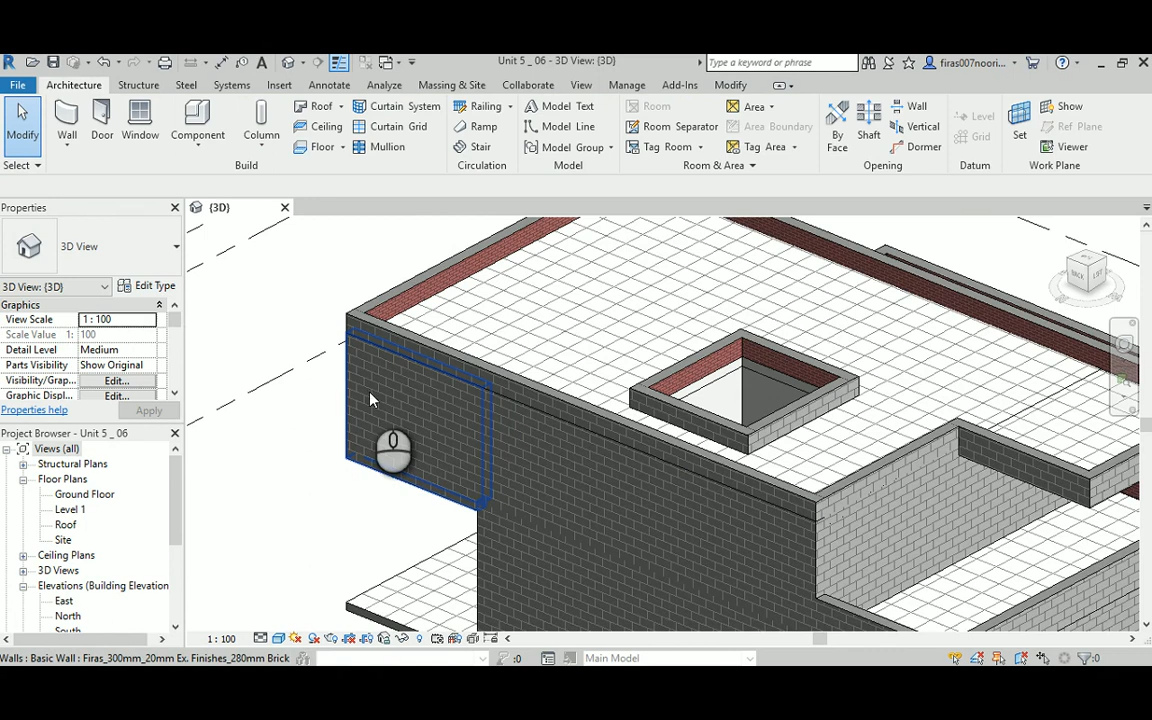 Unit 5 _ 06 - 3D View: {3D}
Type a keyword or phrase
firas007noori...
File
Architecture
Structure
Steel
Systems
Insert
Annotate
Analyze
Massing & Site
Collaborate
View
Manage
Add-Ins
Modify
Modify
Wall
Door
Window
Component
Column
Roof
Ceiling
Floor
Curtain System
Curtain Grid
Mullion
Railing
Ramp
Stair
Model Text
Model Line
Model Group
Room
Room Separator
Tag Room
Area
Area Boundary
Tag Area
By
Face
Shaft
Wall
Vertical
Dormer
Level
Grid
Set
Show
Ref Plane
Viewer
Select
Build
Circulation
Model
Room & Area
Opening
Datum
Work Plane
Properties
{3D}
3D View
3D View: {3D}
Edit Type
Graphics
View Scale
1 : 100
Scale Value 1:
100
Detail Level
Medium
Parts Visibility
Show Original
Visibility/Grap...
Edit...
Graphic Displ...
Edit...
Properties help
Apply
Project Browser - Unit 5 _ 06
Views (all)
Structural Plans
Floor Plans
Ground Floor
Level 1
Roof
Site
Ceiling Plans
3D Views
Elevations (Building Elevation
East
North
South
BACK
1 : 100
Walls : Basic Wall : Firas_300mm_20mm Ex. Finishes_280mm Brick
:0
Main Model
:0